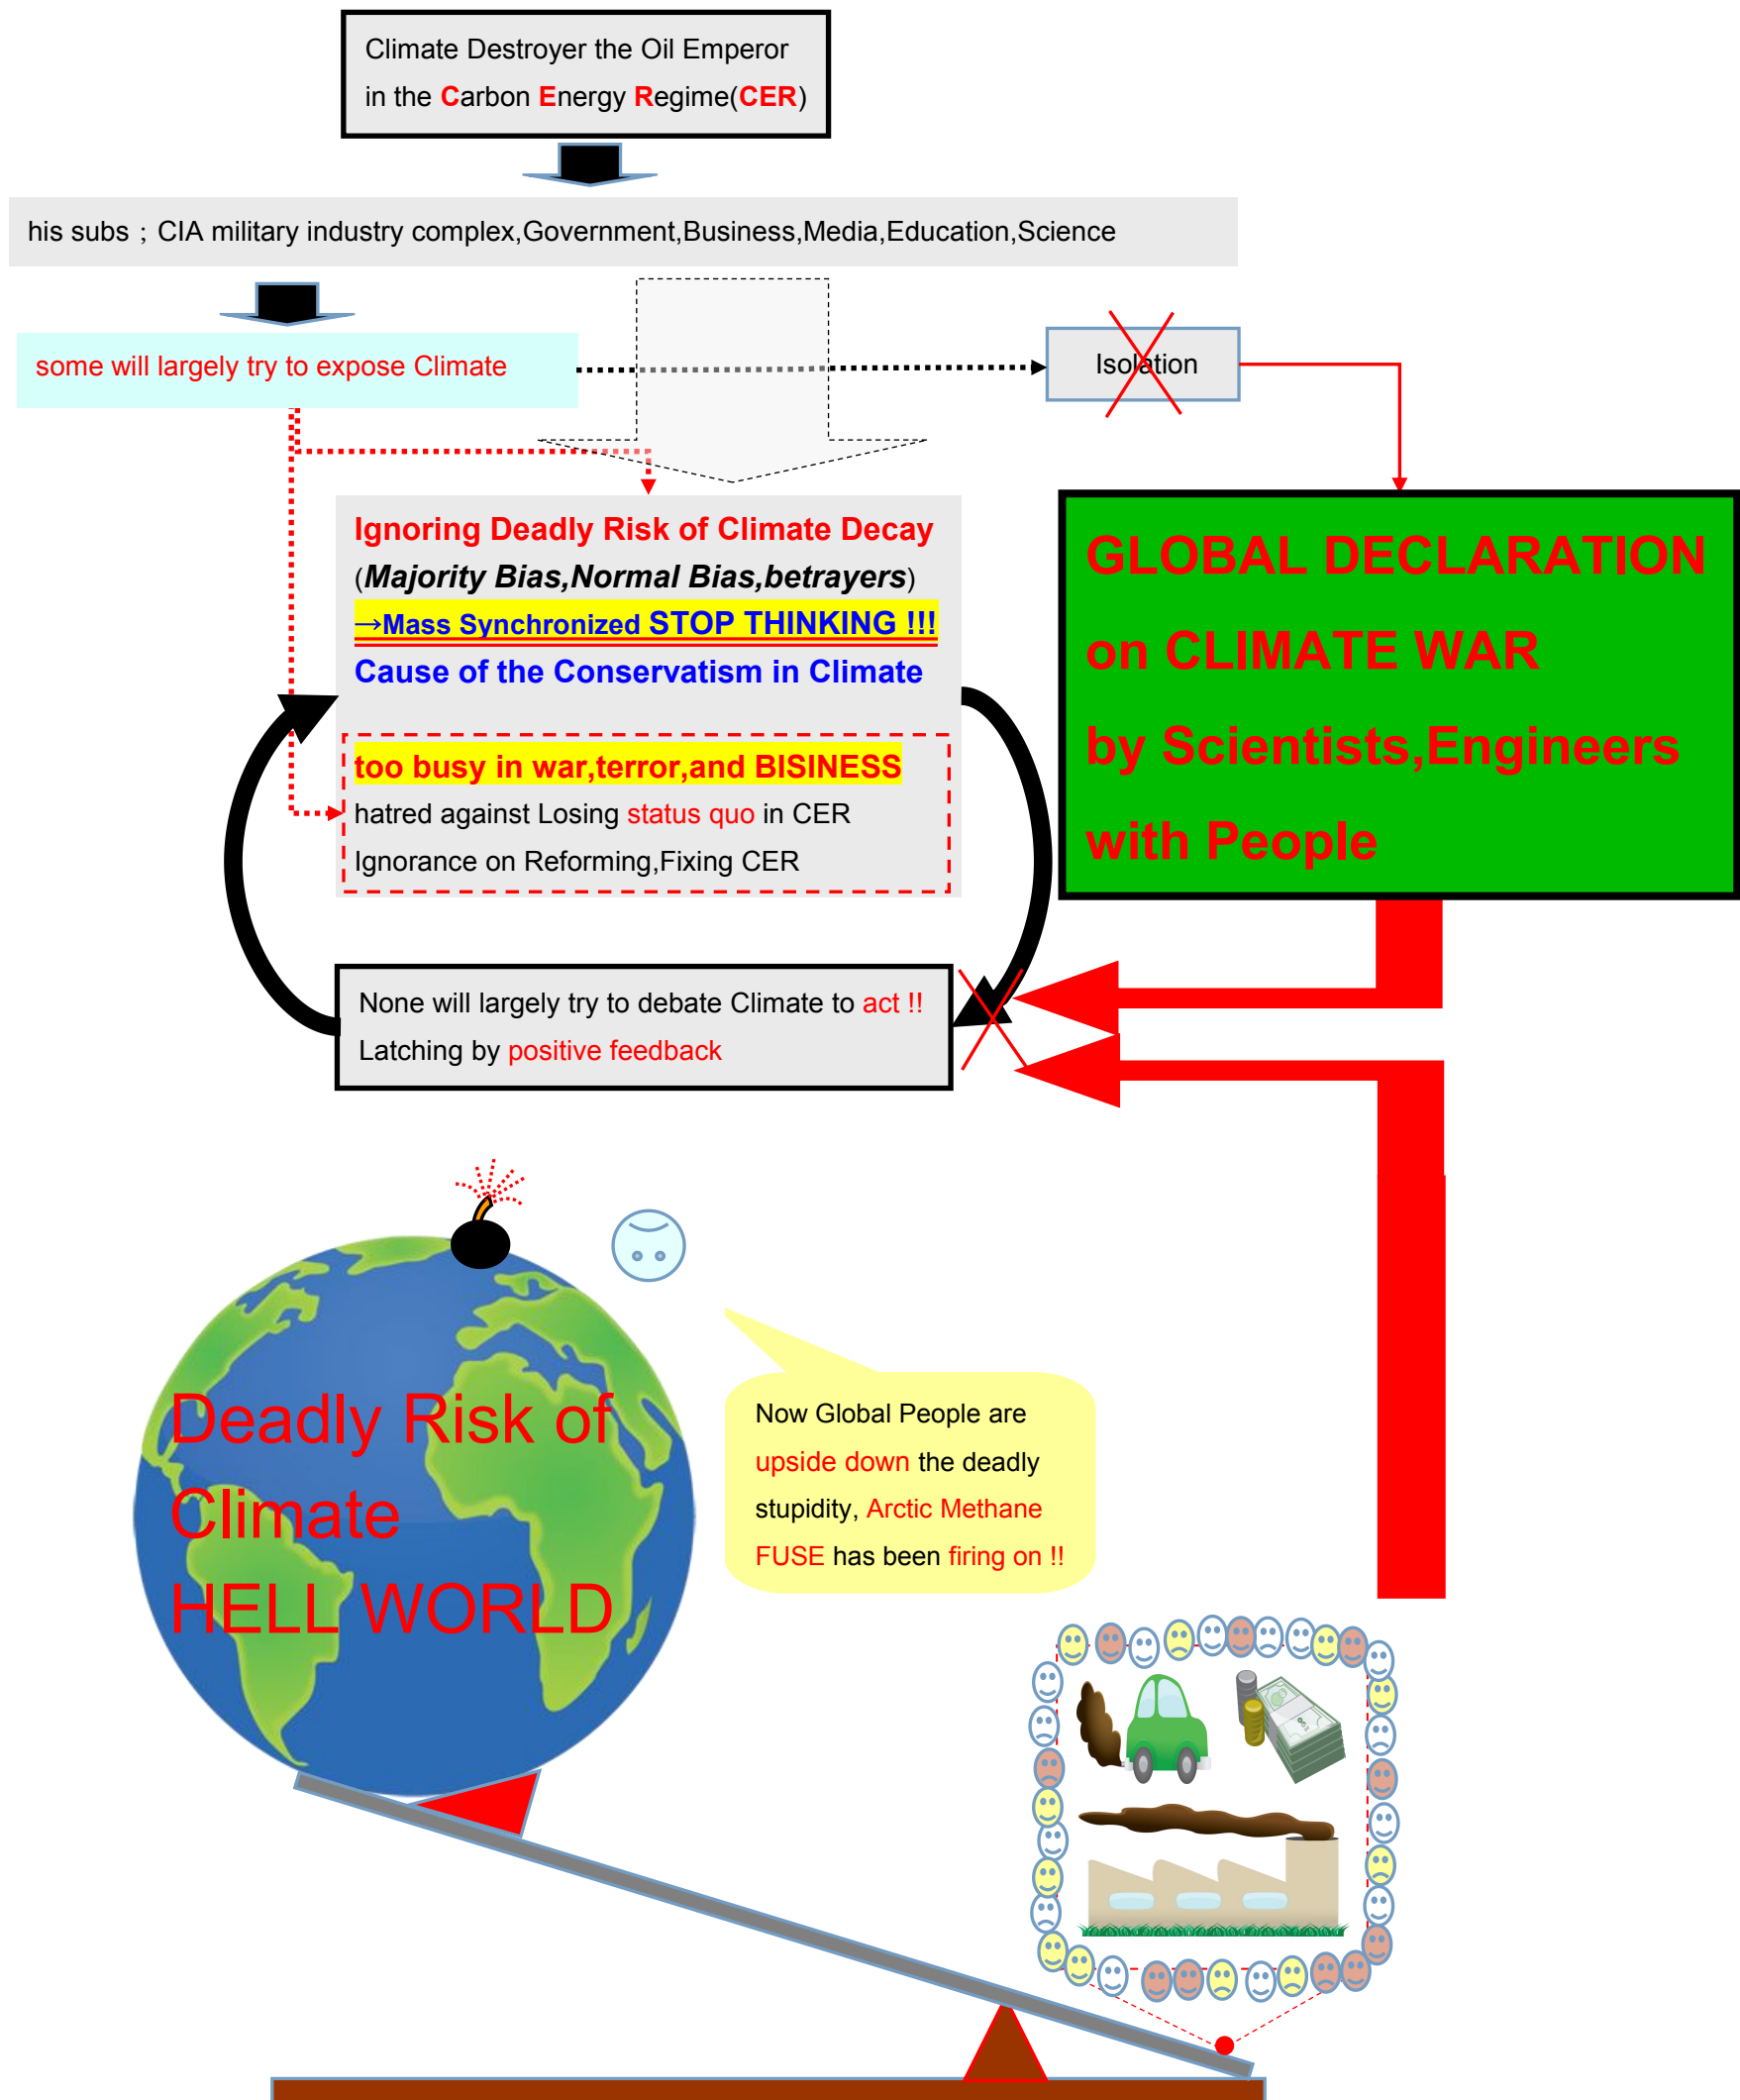 Climate Destroyer the Oil Emperor
in the Carbon Energy Regime(CER)
his subs ; CIA military industry complex,Government,Business,Media,Education,Science
some will largely try to expose Climate
Isolation
Ignoring Deadly Risk of Climate Decay
(Majority Bias,Normal Bias,betrayers)
→Mass Synchronized STOP THINKING !!!
Cause of the Conservatism in Climate
too busy in war,terror,and BISINESS
hatred against Losing status quo in CER
Ignorance on Reforming,Fixing CER
GLOBAL DECLARATION
on CLIMATE WAR
by Scientists,Engineers
with People
None will largely try to debate Climate to act !!
Latching by positive feedback
Deadly Risk of
Climate
HELL WORLD
Now Global People are
upside down the deadly
stupidity, Arctic Methane
FUSE has been firing on !!